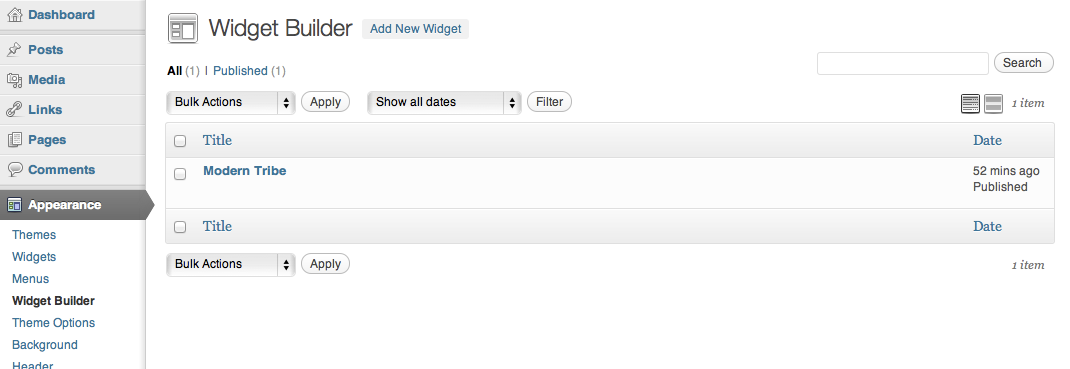 Dashboard
Posts
Media
Links
Pages
Comments
Appearance
Themes
Widgets
Menus
Widget Builder
Theme Options
Background
Header
Widget Builder Add New Widget
All (1) | Published (1)
Search
Bulk Actions Apply Show all dates Filter 1 item
Title Date
Modern Tribe 52 mins ago
Published
Title Date
Bulk Actions Apply 1 item